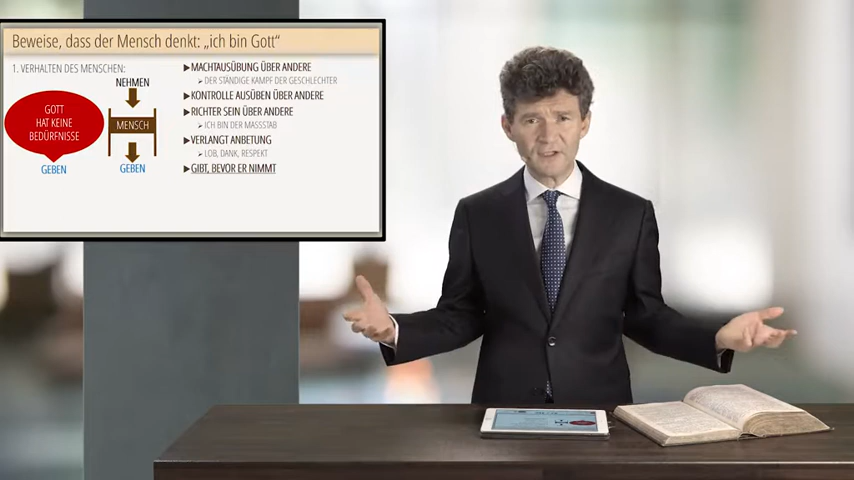 Beweise, dass der Mensch denkt: „ich bin Gott“
1. VERHALTEN DES MENSCHEN:
NEHMEN
GOTT
HAT KEINE
BEDÜRFNISSE
MENSCH
GEBEN
GEBEN
MACHTAUSÜBUNG ÜBER ANDERE
DER STÄNDIGE KAMPF DER GESCHLECHTER
KONTROLLE AUSÜBEN ÜBER ANDERE
RICHTER SEIN ÜBER ANDERE
ICH BIN DER MASSSTAB
VERLANGT ANBETUNG
LOB, DANK, RESPEKT
GIBT, BEVOR ER NIMMT